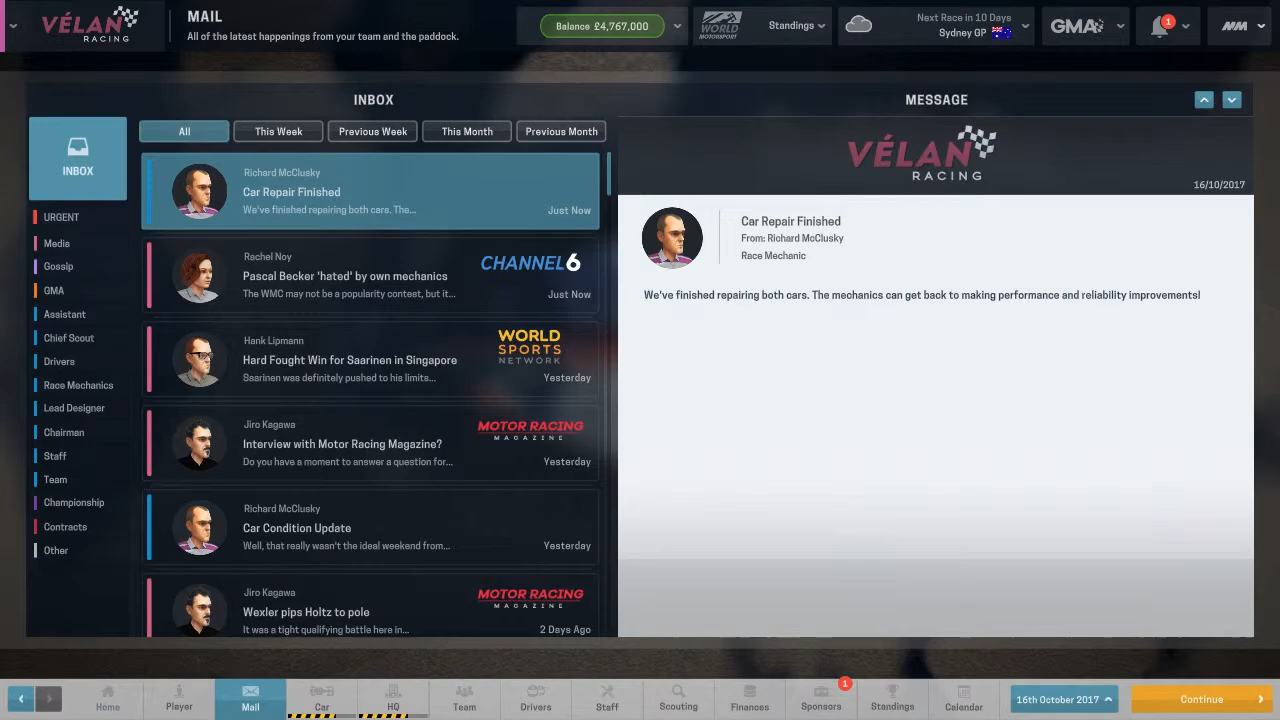 VÉLAN
RACING
MAIL
All of the latest happenings from your team and the paddock.
Balance £4,767,000
WORLD
MOTORSPORT
Standings
Next Race in 10 Days
Sydney GP
GMA
1
INBOX
MESSAGE
INBOX
URGENT
Media
Gossip
GMA
Assistant
Chief Scout
Drivers
Race Mechanics
Lead Designer
Chairman
Staff
Team
Championship
Contracts
Other
All
This Week
Previous Week
This Month
Previous Month
Richard McClusky
Car Repair Finished
We've finished repairing both cars. The...
Just Now
Rachel Noy
Pascal Becker 'hated' by own mechanics
The WMC may not be a popularity contest, but it...
CHANNEL6
Just Now
Hank Lipmann
Hard Fought Win for Saarinen in Singapore
Saarinen was definitely pushed to his limits...
WORLD
SPORTS
NETWORK
Yesterday
Jiro Kagawa
Interview with Motor Racing Magazine?
Do you have a moment to answer a question for...
MOTOR RACING
MAGAZINE
Yesterday
Richard McClusky
Car Condition Update
Well, that really wasn't the ideal weekend from...
Yesterday
Jiro Kagawa
Wexler pips Holtz to pole
It was a tight qualifying battle here in...
MOTOR RACING
MAGAZINE
2 Days Ago
VÉLAN
RACING
16/10/2017
Car Repair Finished
From: Richard McClusky
Race Mechanic
We've finished repairing both cars. The mechanics can get back to making performance and reliability improvements!
Home
Player
Mail
Car
HQ
Team
Drivers
Staff
Scouting
Finances
Sponsors
1
Standings
Calendar
16th October 2017
Continue